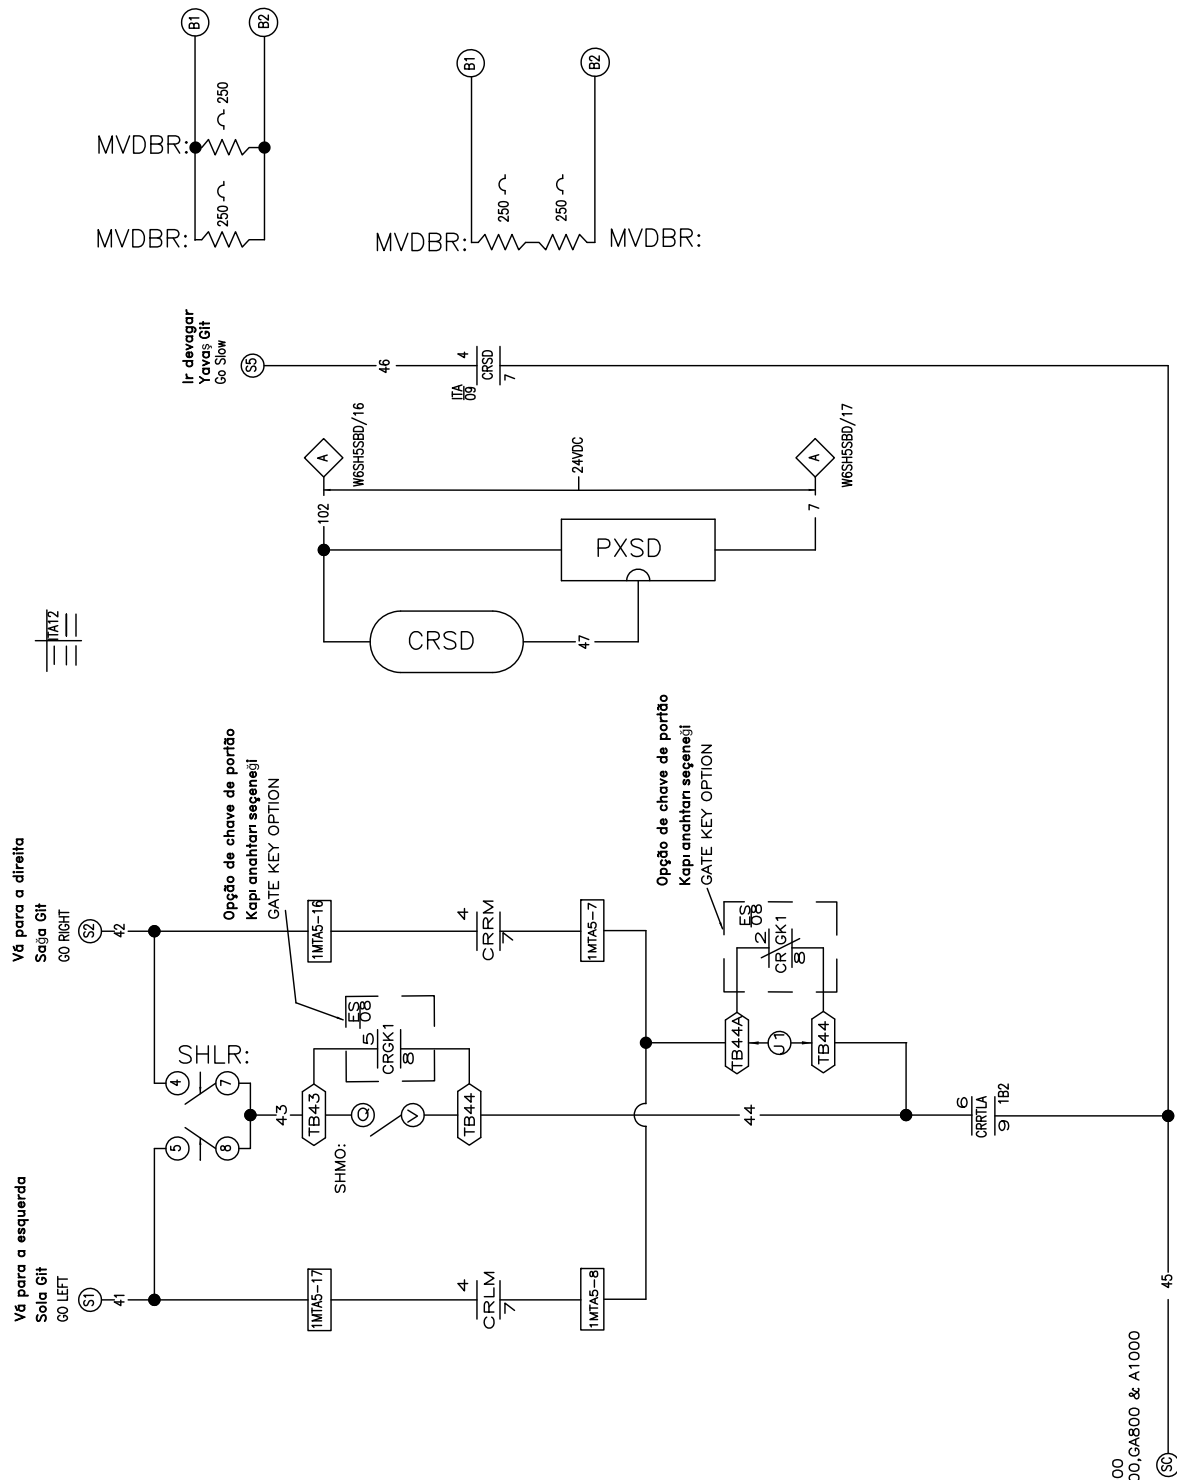 B1
B2
MVDBR:
250
MVDBR:
250
B1
B2
250
250
MVDBR:
MVDBR:
Ir devagar
Yavaş Git
Go Slow
S5
46
ITA
09
4
CRSD
7
A
W6SH5SBD/16
102
24VDC
A
W6SH5SBD/17
7
PXSD
CRSD
47
ITA12
Vá para a direita
Sağa Git
GO RIGHT
S2
42
Opção de chave de portão
Kapı anahtarı seçeneği
GATE KEY OPTION
1MTA5-16
4
CRRM
7
1MTA5-7
Opção de chave de portão
Kapı anahtarı seçeneği
GATE KEY OPTION
ES
08
2
CRGK1
8
TB44A
J1
TB44
SHLR:
4
7
5
8
43
TB43
ES
08
5
CRGK1
8
SHMO:
Q
V
TB44
44
6
CRRTLA
9
1B2
Vá para a esquerda
Sola Git
GO LEFT
S1
41
1MTA5-17
4
CRLM
7
1MTA5-8
45
SC
00
00,GA800 & A1000